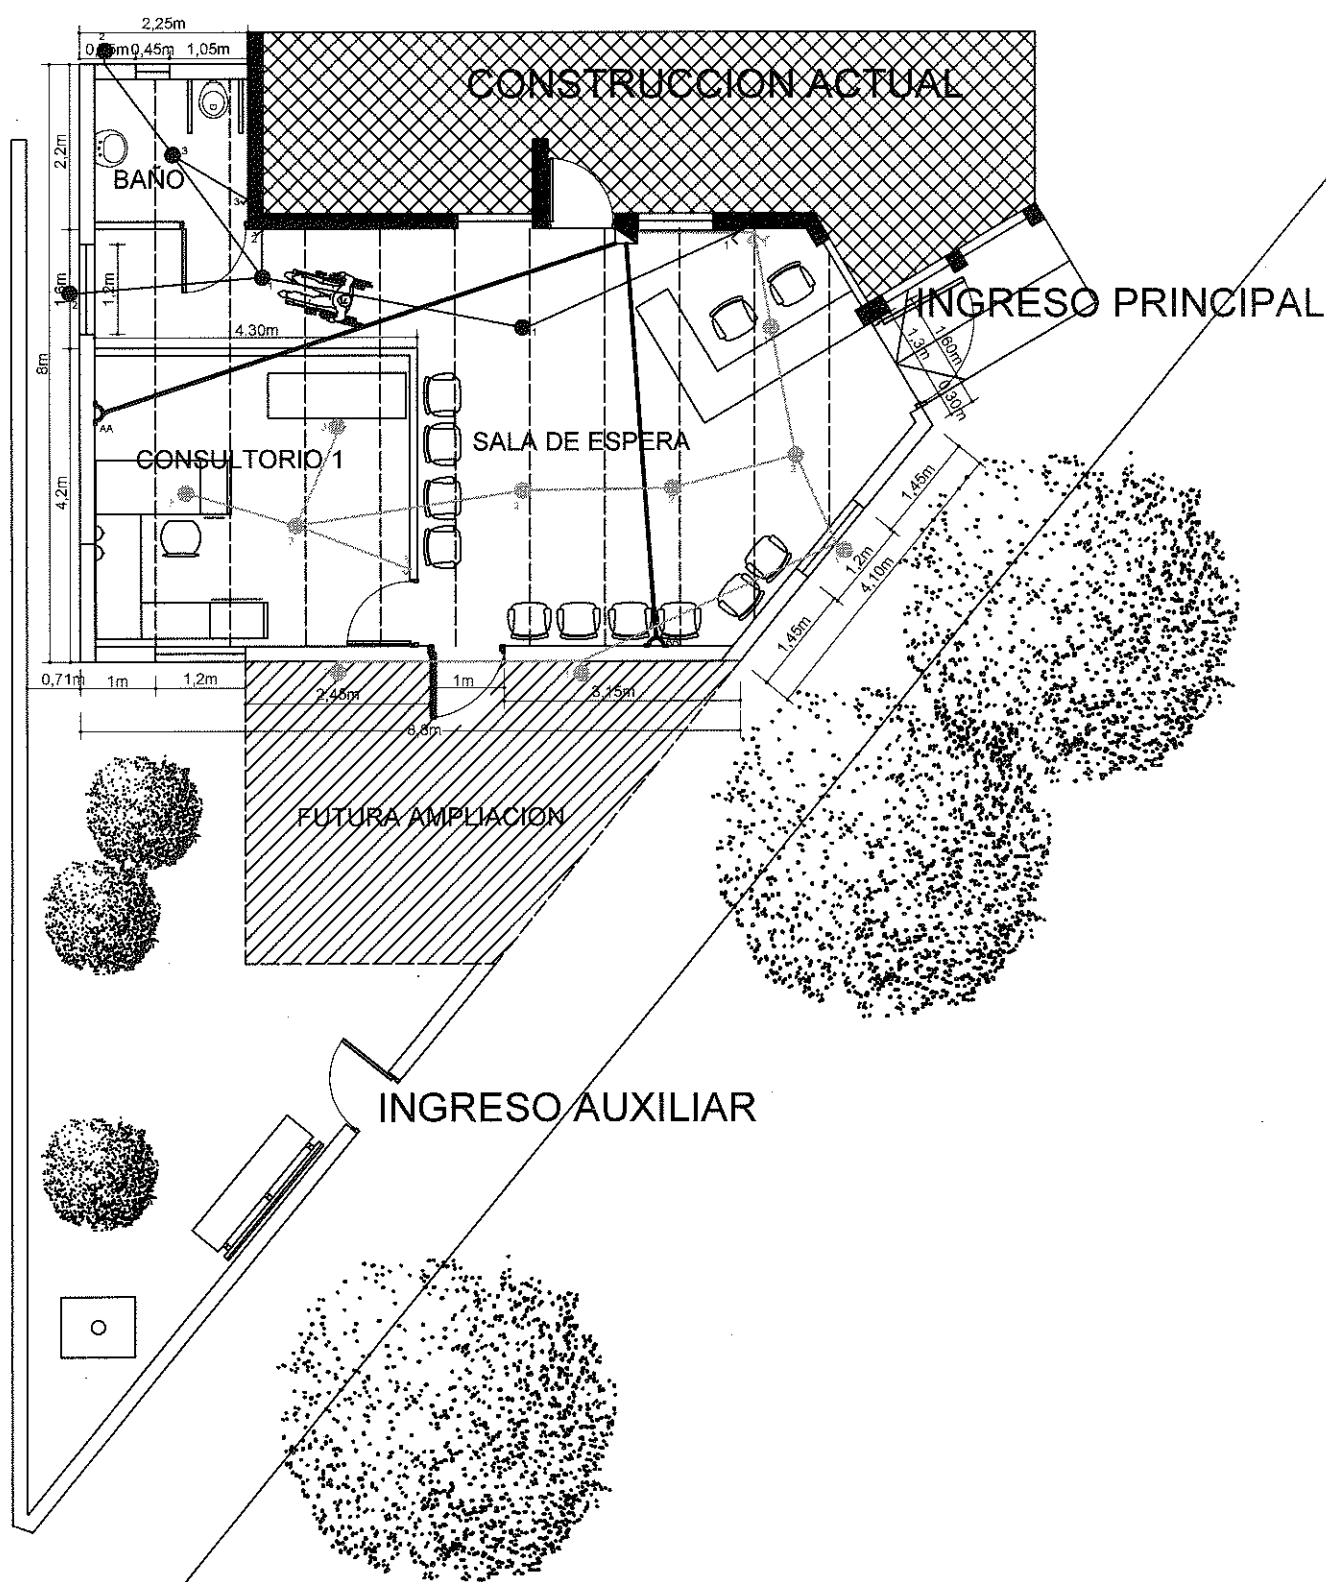 2,25m
0,45m
1,05m
CONSTRUCCION ACTUAL
2,2m
BAÑO
INGRESO PRINCIPAL
1,2m
1,60m
1,3m
0,30m
4,30m
8m
AA
SALA DE ESPERA
CONSULTORIO 1
4,2m
1,45m
1,2m
4,10m
1,45m
0,71m
1m
1,2m
2,45m
1m
3,15m
8,8m
FUTURA AMPLIACION
INGRESO AUXILIAR